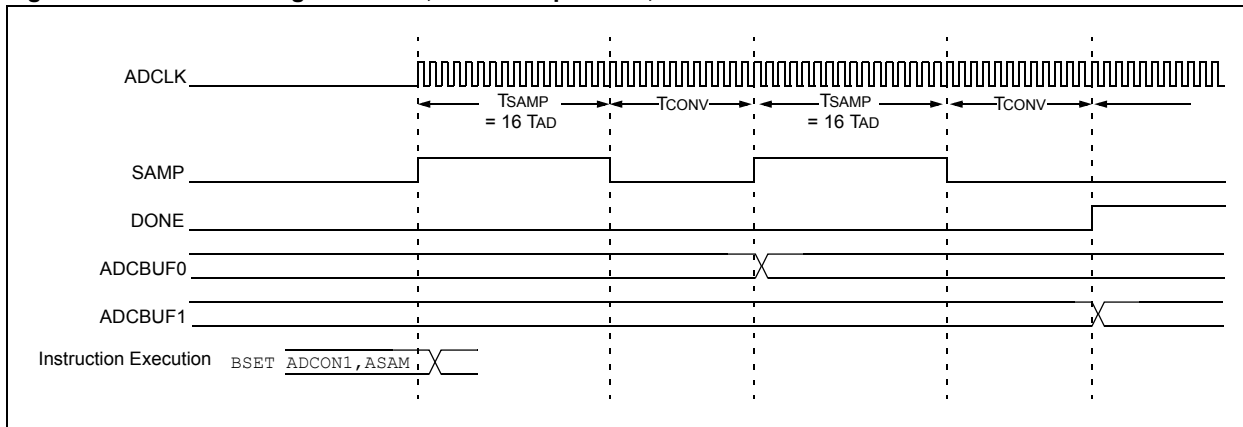 ADCLK
TSAMP
= 16 TAD
TCONV
TSAMP
= 16 TAD
TCONV
SAMP
DONE
ADCBUF0
ADCBUF1
Instruction Execution BSET ADCON1,ASAM